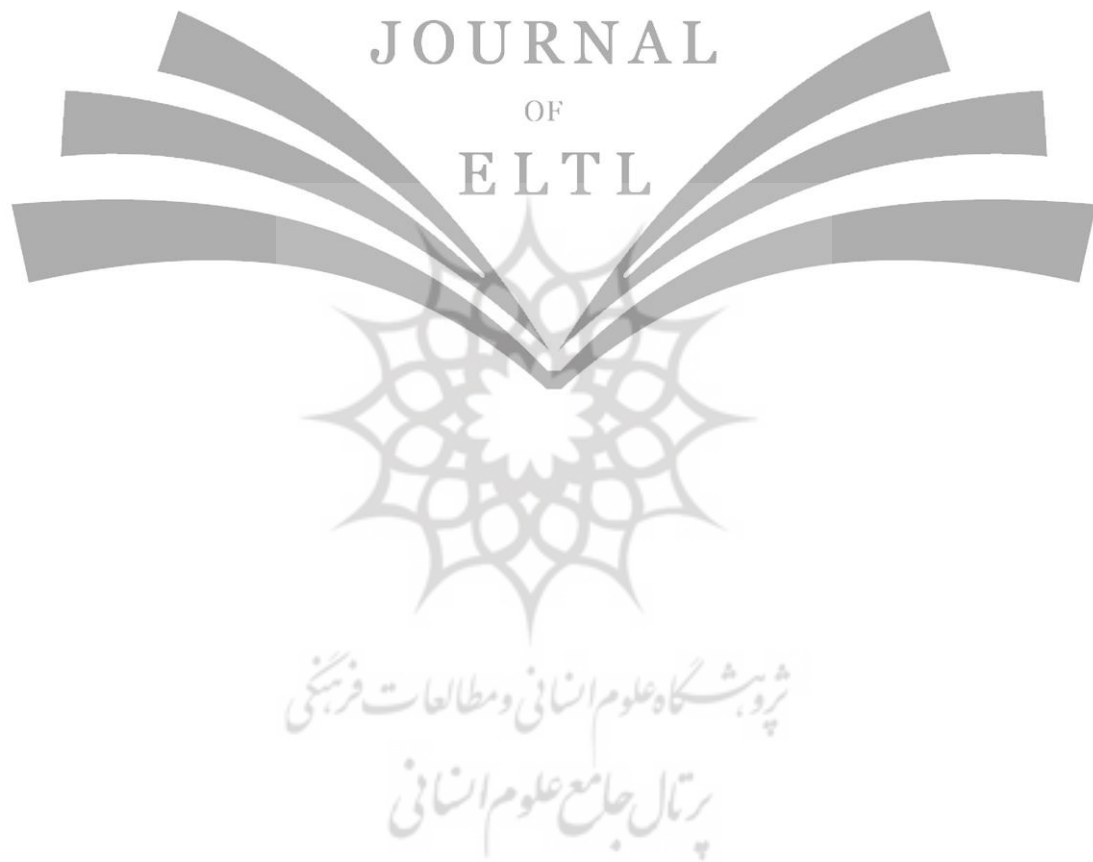 JOURNAL
OF
ELTL
پژوهشگاه علوم انسانی و مطالعات فرهنگی
پرتال جامع علوم انسانی